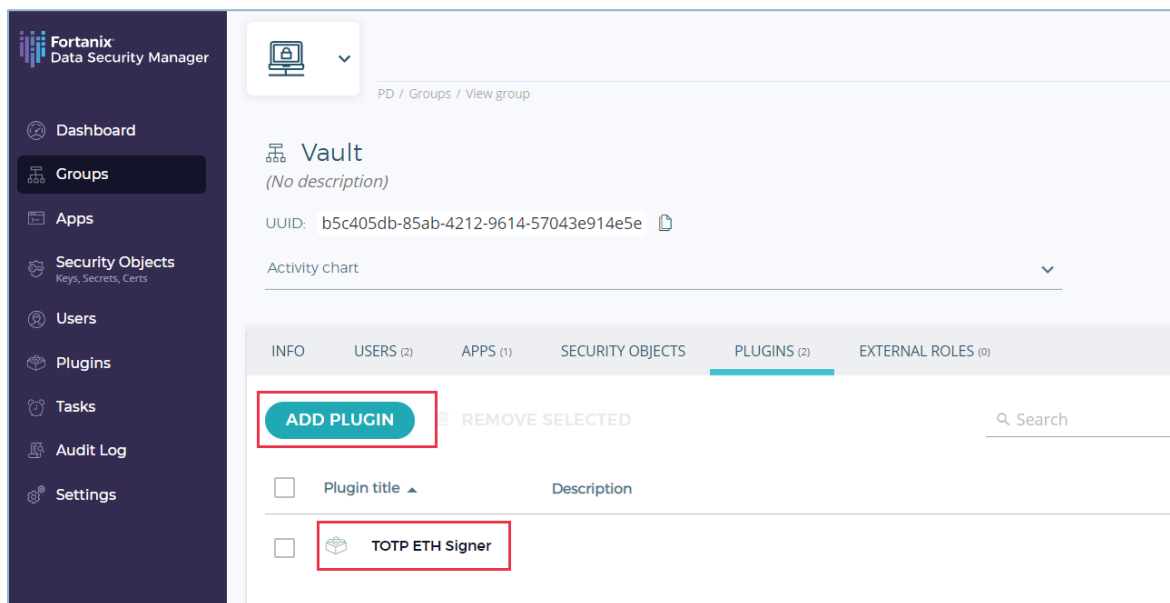 Fortanix
Data Security Manager
Dashboard
Groups
Apps
Security Objects
Keys, Secrets, Certs
Users
Plugins
Tasks
Audit Log
Settings
PD / Groups / View group
Vault
(No description)
UUID: b5c405db-85ab-4212-9614-57043e914e5e
Activity chart
INFO USERS (2) APPS (1) SECURITY OBJECTS PLUGINS (2) EXTERNAL ROLES (0)
ADD PLUGIN REMOVE SELECTED Search
Plugin title Description
TOTP ETH Signer